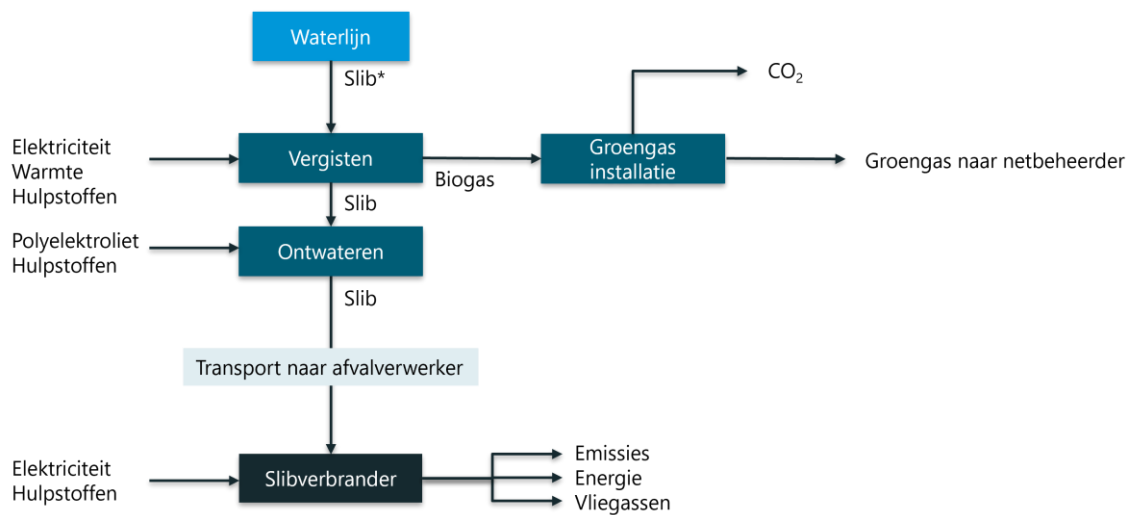 Waterlijn
Slib*
CO₂
Elektriciteit
Warmte
Hulpstoffen
Vergisten
Biogas
Groengas
installatie
Groengas naar netbeheerder
Slib
Polyelektroliet
Hulpstoffen
Ontwateren
Slib
Transport naar afvalverwerker
Elektriciteit
Hulpstoffen
Slibverbrander
Emissies
Energie
Vliegassen